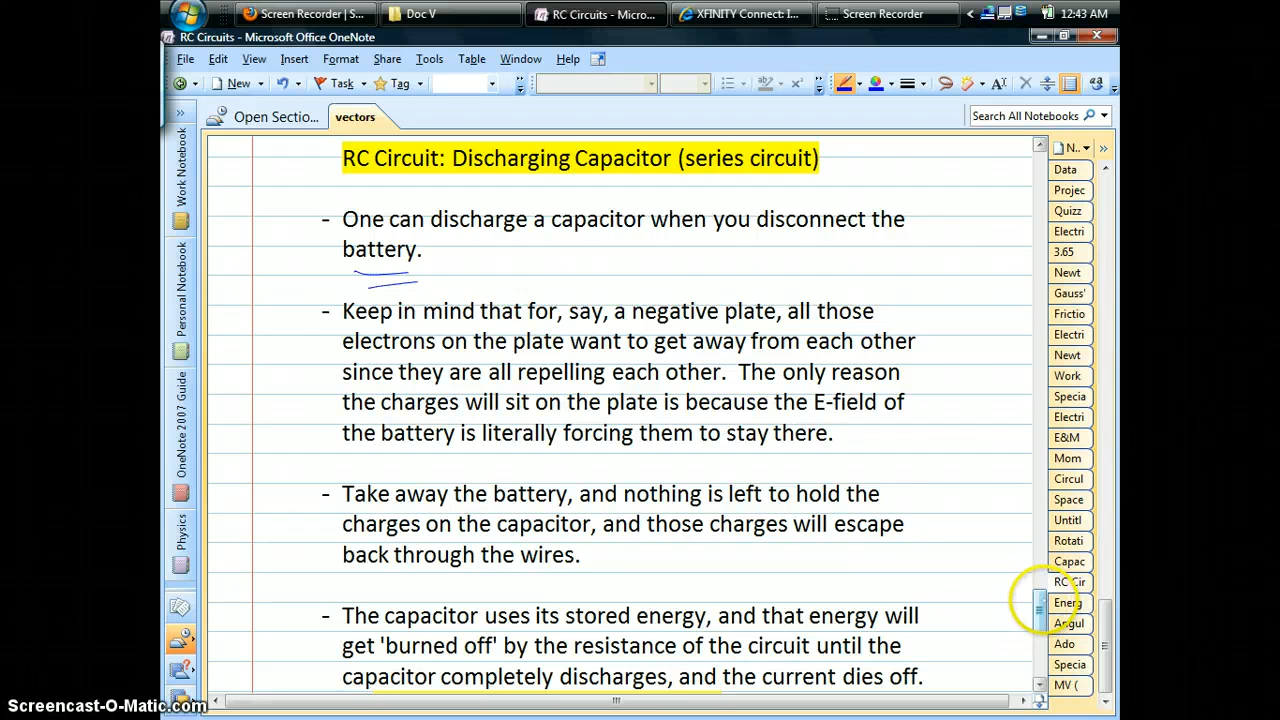 Screen Recorder | S...
Doc V
RC Circuits - Micro...
XFINITY Connect: I...
Screen Recorder
12:43 AM
RC Circuits - Microsoft Office OneNote
File Edit View Insert Format Share Tools Table Window Help
New Task Tag
Open Sectio... vectors Search All Notebooks
Work Notebook
Personal Notebook
OneNote 2007 Guide
Physics
RC Circuit: Discharging Capacitor (series circuit)
- One can discharge a capacitor when you disconnect the
battery.
- Keep in mind that for, say, a negative plate, all those
electrons on the plate want to get away from each other
since they are all repelling each other. The only reason
the charges will sit on the plate is because the E-field of
the battery is literally forcing them to stay there.
- Take away the battery, and nothing is left to hold the
charges on the capacitor, and those charges will escape
back through the wires.
- The capacitor uses its stored energy, and that energy will
get 'burned off' by the resistance of the circuit until the
capacitor completely discharges, and the current dies off.
N..
Data
Projec
Quizz
Electri
3.65
Newt
Gauss'
Frictio
Electri
Newt
Work
Specia
Electri
E&M
Mom
Circul
Space
Untitl
Rotati
Capac
RC Cir
Energ
Angul
Ado
Specia
MV (
Screencast-O-Matic.com